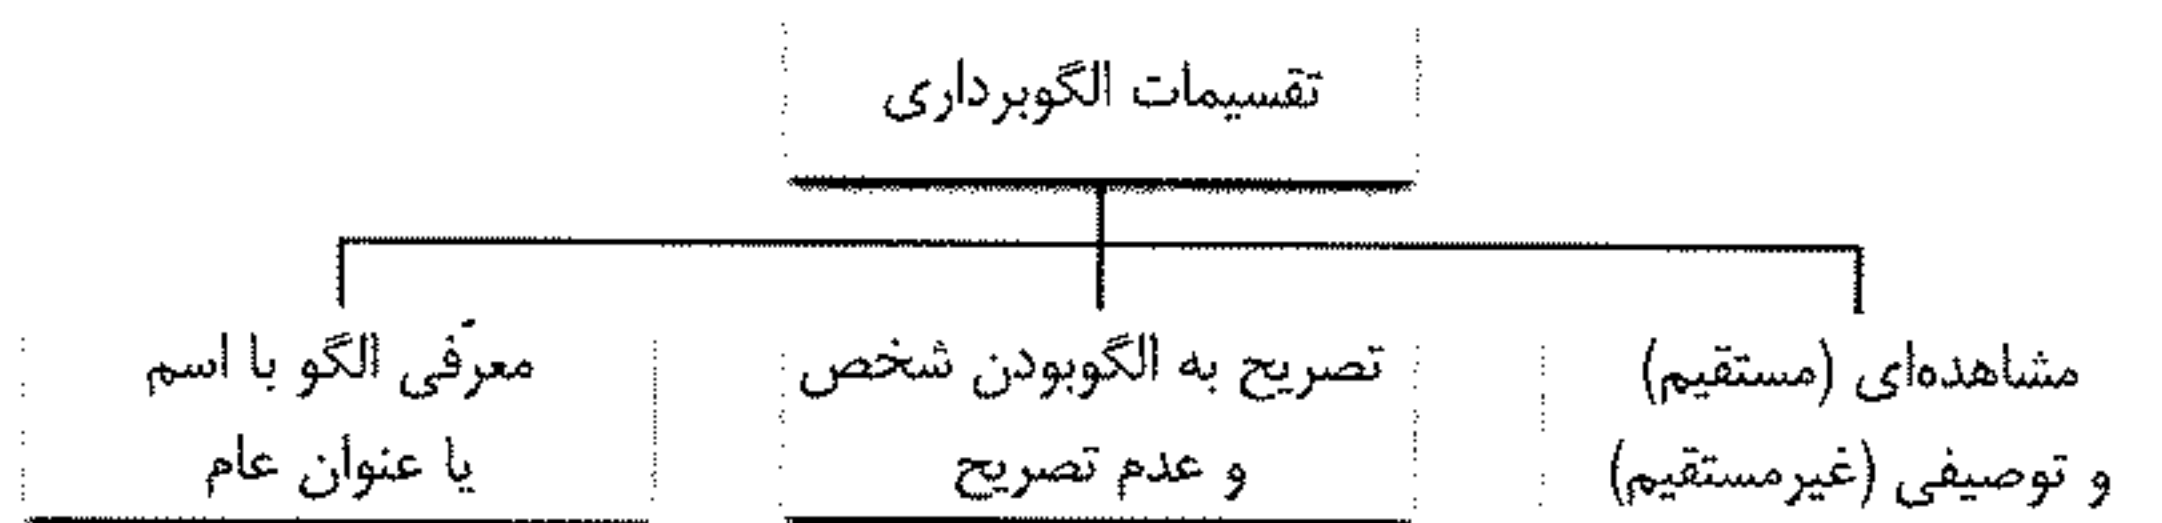 تقسیمات الگوبرداری
مشاهده‌ای (مستقیم)
و توصیفی (غیرمستقیم)
تصریح به الگوبودن شخص
و عدم تصریح
معرّفی الگو با اسم
یا عنوان عام